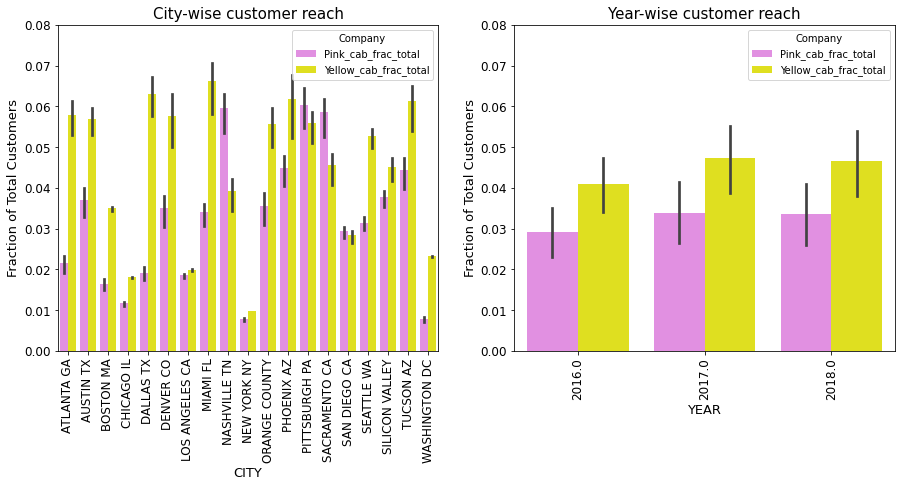 City-wise customer reach
Fraction of Total Customers
0.08
0.07
0.06
0.05
0.04
0.03
0.02
0.01
0.00
Company
Pink_cab_frac_total
Yellow_cab_frac_total
ATLANTA GA
AUSTIN TX
BOSTON MA
CHICAGO IL
DALLAS TX
DENVER CO
LOS ANGELES CA
MIAMI FL
NASHVILLE TN
NEW YORK NY
ORANGE COUNTY
PHOENIX AZ
PITTSBURGH PA
SACRAMENTO CA
SAN DIEGO CA
SEATTLE WA
SILICON VALLEY
TUCSON AZ
WASHINGTON DC
CITY
Year-wise customer reach
Fraction of Total Customers
0.08
0.07
0.06
0.05
0.04
0.03
0.02
0.01
0.00
Company
Pink_cab_frac_total
Yellow_cab_frac_total
2016.0
2017.0
2018.0
YEAR